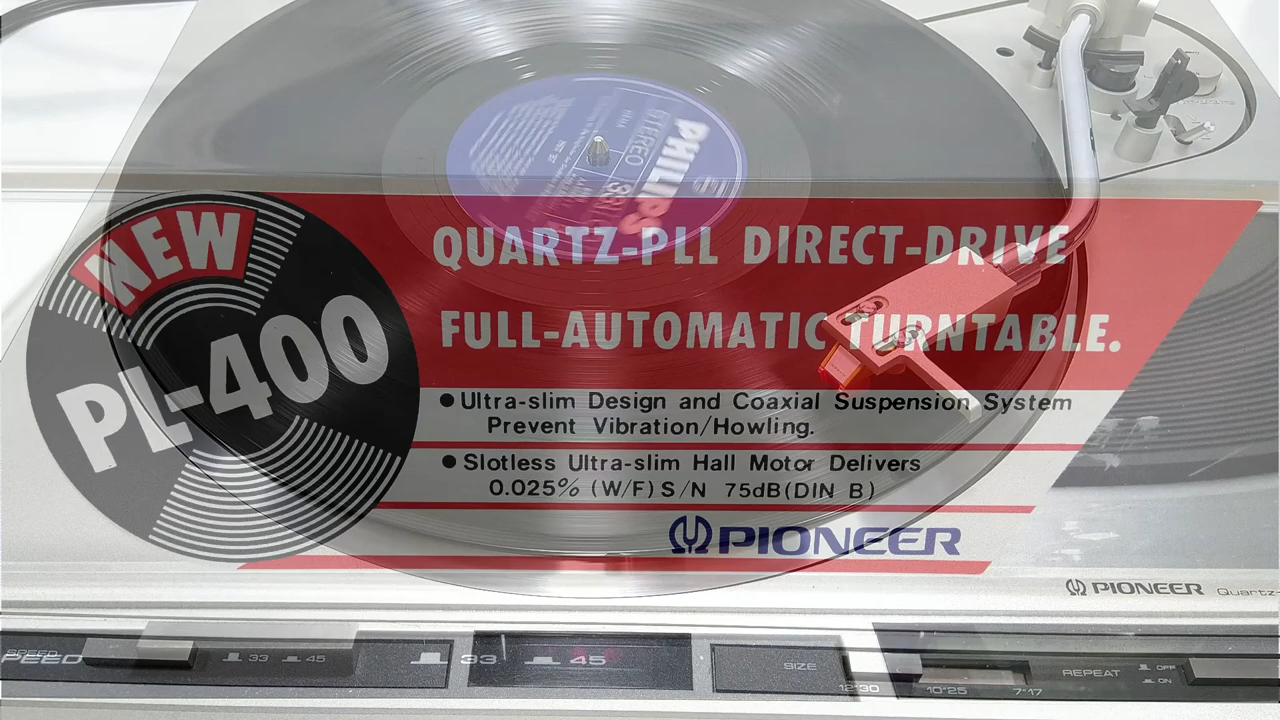 PHILIPS
STEREO
NEW
PL-400
QUARTZ-PLL DIRECT-DRIVE
FULL-AUTOMATIC TURNTABLE.
●Ultra-slim Design and Coaxial Suspension System
Prevent Vibration/Howling.
●Slotless Ultra-slim Hall Motor Delivers
0.025% (W/F) S/N 75dB(DIN B)
PIONEER
PIONEER Quartz
SPEED 33 45 33 45 SIZE 12·30 10·25 7·17 REPEAT OFF
ON